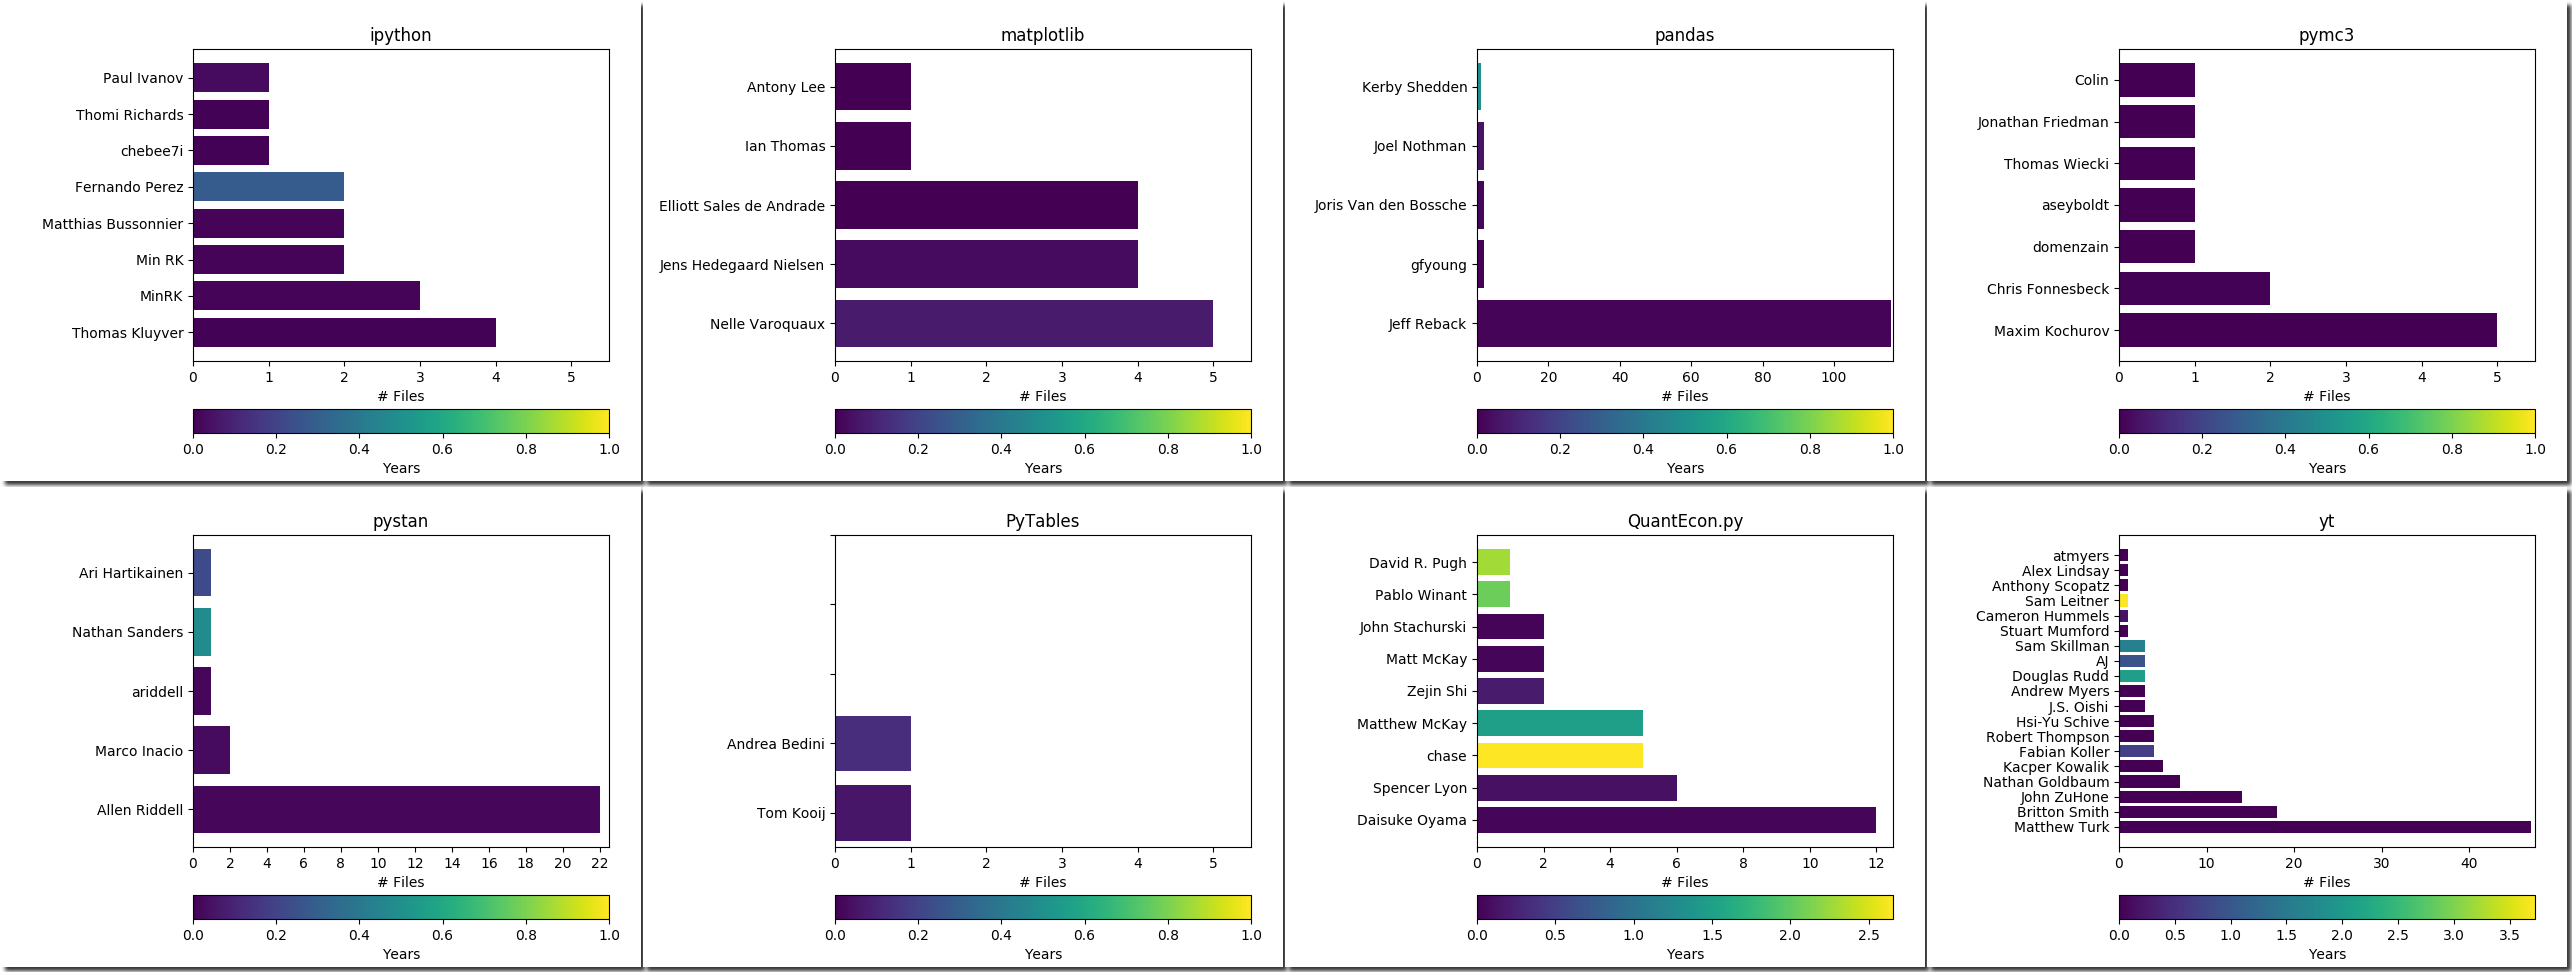 ipython
Paul Ivanov
Thomi Richards
chebee7i
Fernando Perez
Matthias Bussonnier
Min RK
MinRK
Thomas Kluyver
0 1 2 3 4 5
# Files
0.0 0.2 0.4 0.6 0.8 1.0
Years
matplotlib
Antony Lee
Ian Thomas
Elliott Sales de Andrade
Jens Hedegaard Nielsen
Nelle Varoquaux
0 1 2 3 4 5
# Files
0.0 0.2 0.4 0.6 0.8 1.0
Years
pandas
Kerby Shedden
Joel Nothman
Joris Van den Bossche
gfyoung
Jeff Reback
0 20 40 60 80 100
# Files
0.0 0.2 0.4 0.6 0.8 1.0
Years
pymc3
Colin
Jonathan Friedman
Thomas Wiecki
aseyboldt
domenzain
Chris Fonnesbeck
Maxim Kochurov
0 1 2 3 4 5
# Files
0.0 0.2 0.4 0.6 0.8 1.0
Years
pystan
Ari Hartikainen
Nathan Sanders
ariddell
Marco Inacio
Allen Riddell
0 2 4 6 8 10 12 14 16 18 20 22
# Files
0.0 0.2 0.4 0.6 0.8 1.0
Years
PyTables
Andrea Bedini
Tom Kooij
0 1 2 3 4 5
# Files
0.0 0.2 0.4 0.6 0.8 1.0
Years
QuantEcon.py
David R. Pugh
Pablo Winant
John Stachurski
Matt McKay
Zejin Shi
Matthew McKay
chase
Spencer Lyon
Daisuke Oyama
0 2 4 6 8 10 12
# Files
0.0 0.5 1.0 1.5 2.0 2.5
Years
yt
atmyers
Alex Lindsay
Anthony Scopatz
Sam Leitner
Cameron Hummels
Stuart Mumford
Sam Skillman
AJ
Douglas Rudd
Andrew Myers
J.S. Oishi
Hsi-Yu Schive
Robert Thompson
Fabian Koller
Kacper Kowalik
Nathan Goldbaum
John ZuHone
Britton Smith
Matthew Turk
0 10 20 30 40
# Files
0.0 0.5 1.0 1.5 2.0 2.5 3.0 3.5
Years